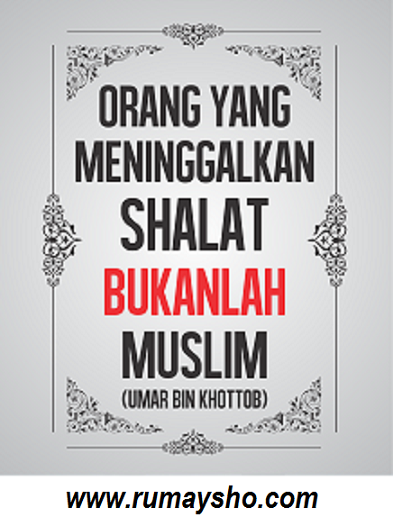 ORANG YANG
MENINGGALKAN
SHALAT
BUKANLAH
MUSLIM
(UMAR BIN KHOTTOB)
www.rumaysho.com